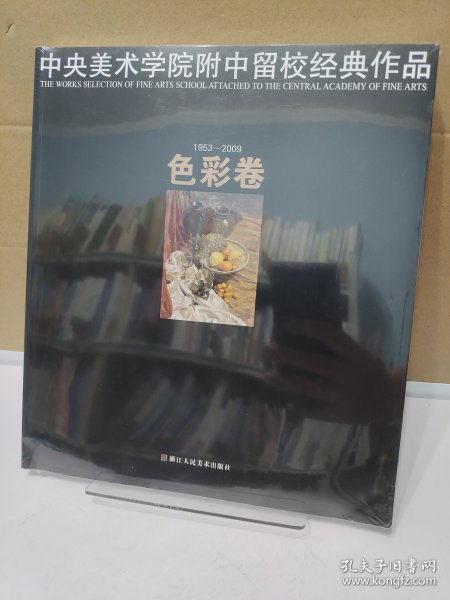 中央美术学院附中留校经典作品
THE WORKS SELECTION OF FINE ARTS SCHOOL ATTACHED TO THE CENTRAL ACADEMY OF FINE ARTS
1953—2009
色彩卷
浙江人民美术出版社
孔夫子旧书网
www.kongfz.com